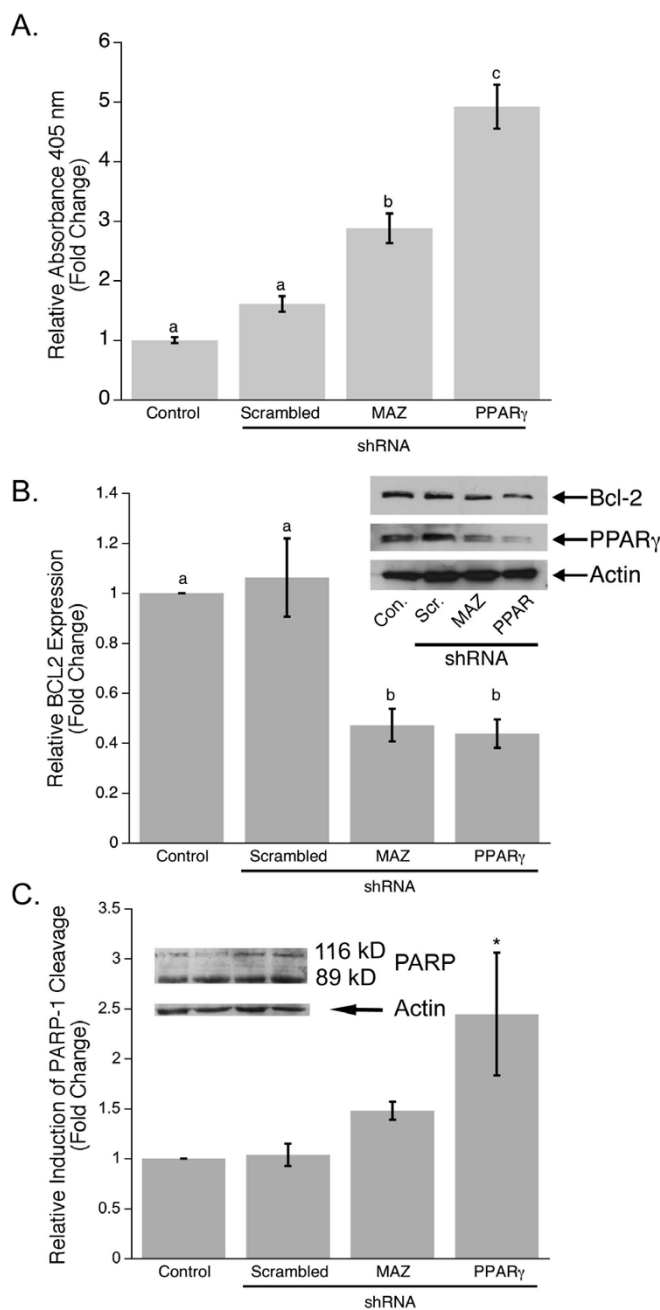 A.
Relative Absorbance 405 nm
(Fold Change)
6
5
4
3
2
1
0
a
a
b
c
Control
Scrambled
MAZ
PPARγ
shRNA
B.
Relative BCL2 Expression
(Fold Change)
1.4
1.2
1
0.8
0.6
0.4
0.2
0
a
a
b
b
Bcl-2
PPARγ
Actin
Con.
Scr.
MAZ
PPAR
shRNA
Control
Scrambled
MAZ
PPARγ
shRNA
C.
Relative Induction of PARP-1 Cleavage
(Fold Change)
3.5
3
2.5
1.5
1
0.5
0
116 kD
89 kD
PARP
Actin
*
Control
Scrambled
MAZ
PPARγ
shRNA